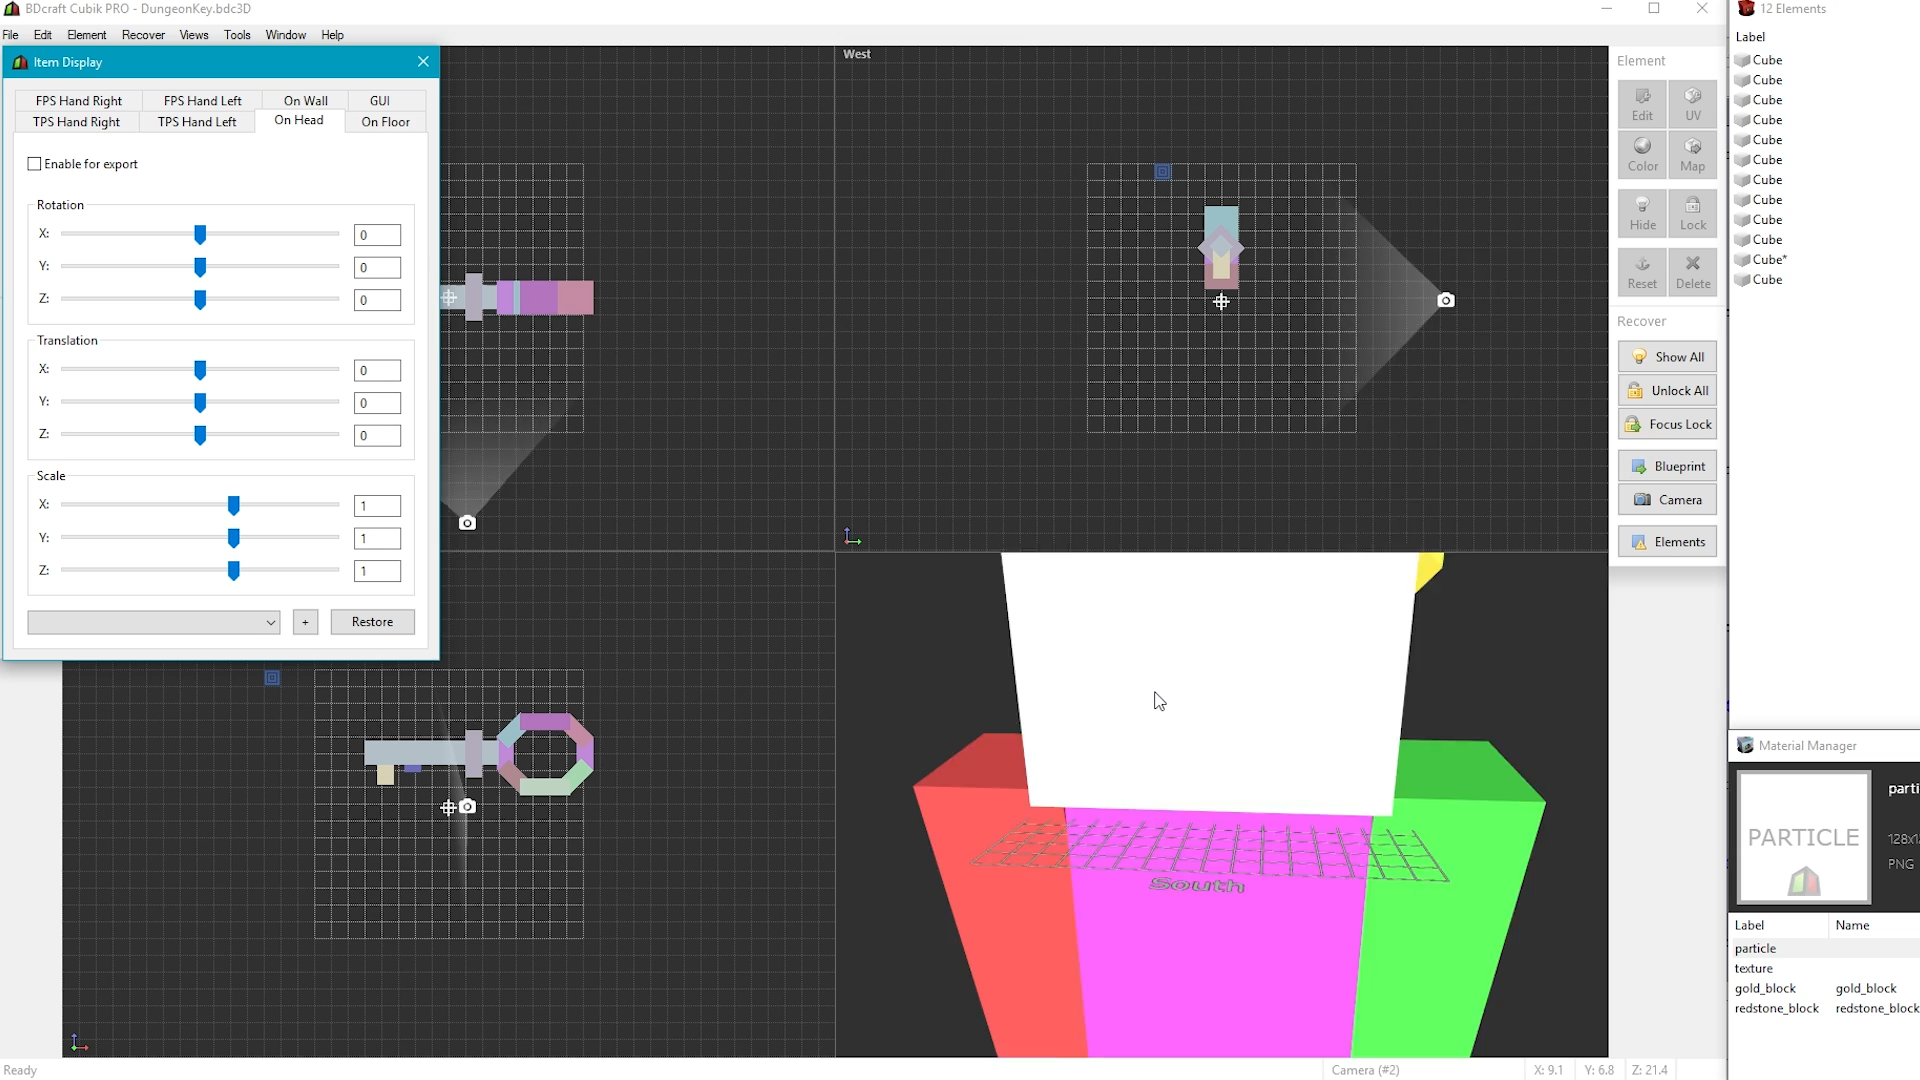 BDcraft Cubik PRO - DungeonKey.bdc3D
File Edit Element Recover Views Tools Window Help
Item Display
FPS Hand Right FPS Hand Left On Wall GUI
TPS Hand Right TPS Hand Left On Head On Floor
Enable for export
Rotation
X: 0
Y: 0
Z: 0
Translation
X: 0
Y: 0
Z: 0
Scale
X: 1
Y: 1
Z: 1
+ Restore
West
South
Element
Edit UV
Color Map
Hide Lock
Reset Delete
Recover
Show All
Unlock All
Focus Lock
Blueprint
Camera
Elements
12 Elements
Label
Cube
Cube
Cube
Cube
Cube
Cube
Cube
Cube
Cube
Cube
Cube*
Cube
Material Manager
PARTICLE
parti
128x1
PNG
Label Name
particle
texture
gold_block gold_block
redstone_block redstone_block
Ready Camera (#2) X: 9.1 Y: 6.8 Z: 21.4